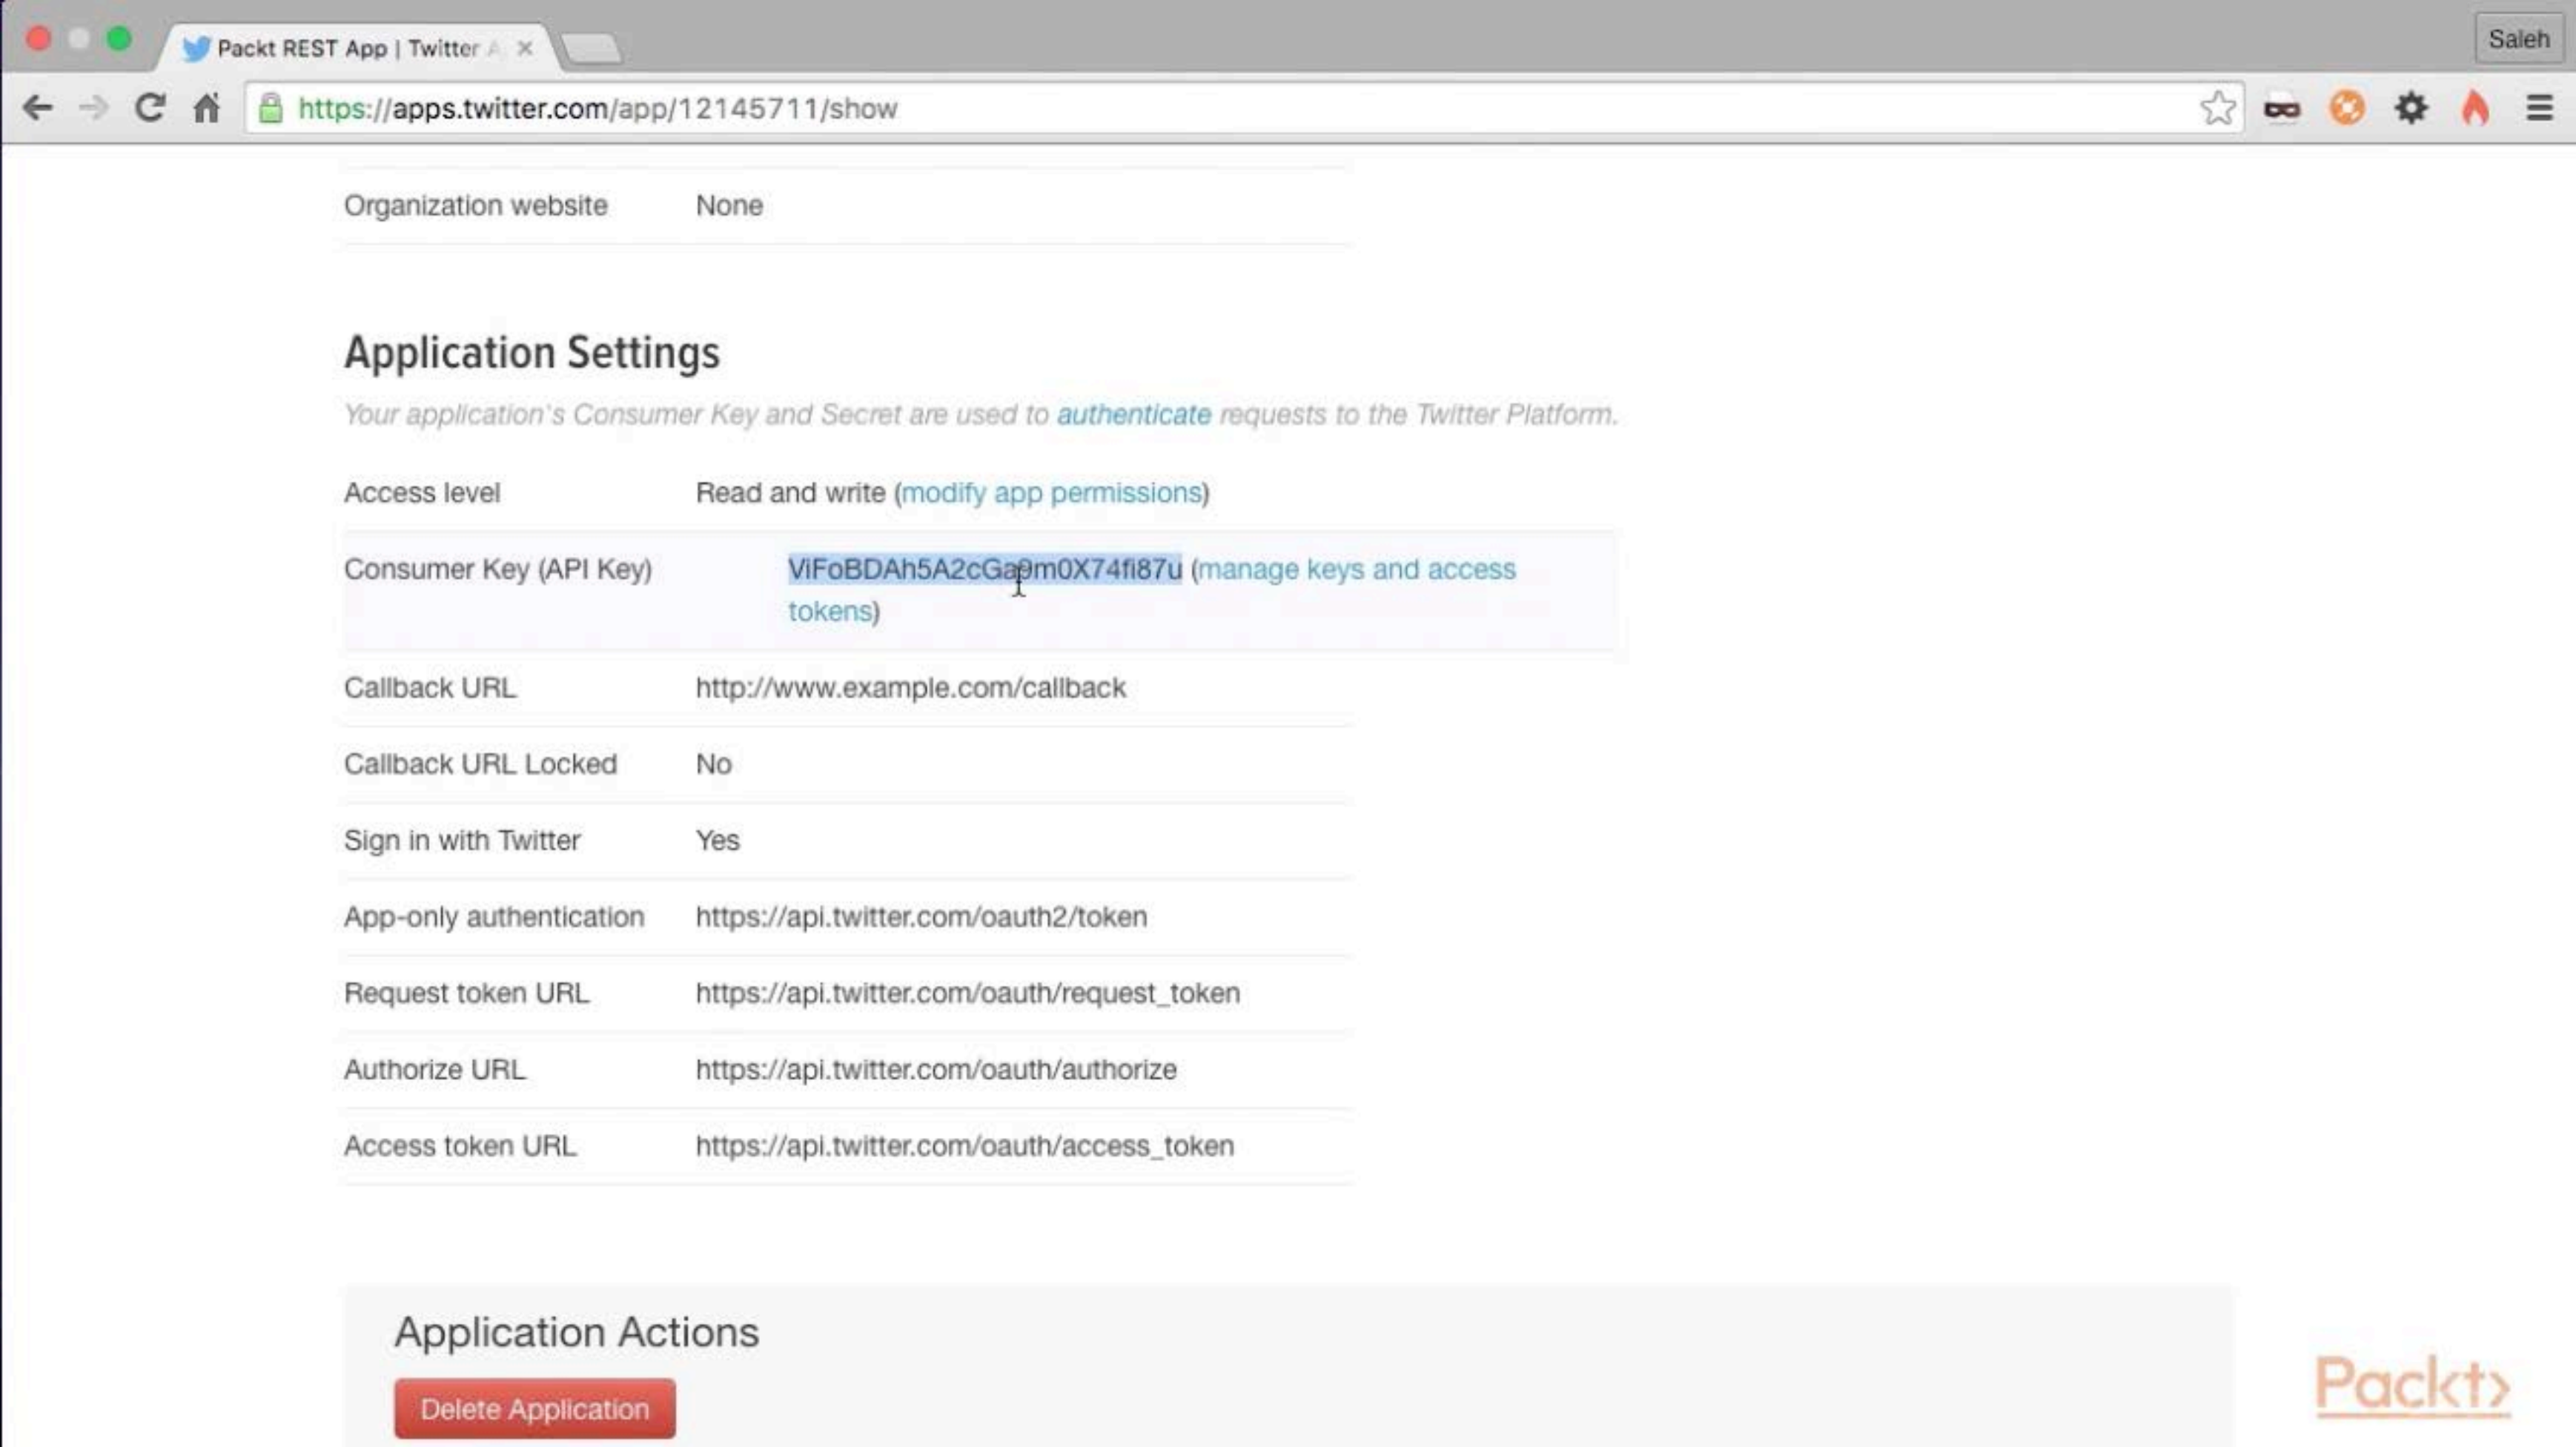 Packt REST App | Twitter A
Saleh
https://apps.twitter.com/app/12145711/show
Organization website None
Application Settings
Your application's Consumer Key and Secret are used to authenticate requests to the Twitter Platform.
Access level Read and write (modify app permissions)
Consumer Key (API Key) ViFoBDAh5A2cGa9m0X74fi87u (manage keys and access
tokens)
Callback URL http://www.example.com/callback
Callback URL Locked No
Sign in with Twitter Yes
App-only authentication https://api.twitter.com/oauth2/token
Request token URL https://api.twitter.com/oauth/request_token
Authorize URL https://api.twitter.com/oauth/authorize
Access token URL https://api.twitter.com/oauth/access_token
Application Actions
Delete Application
Packt>